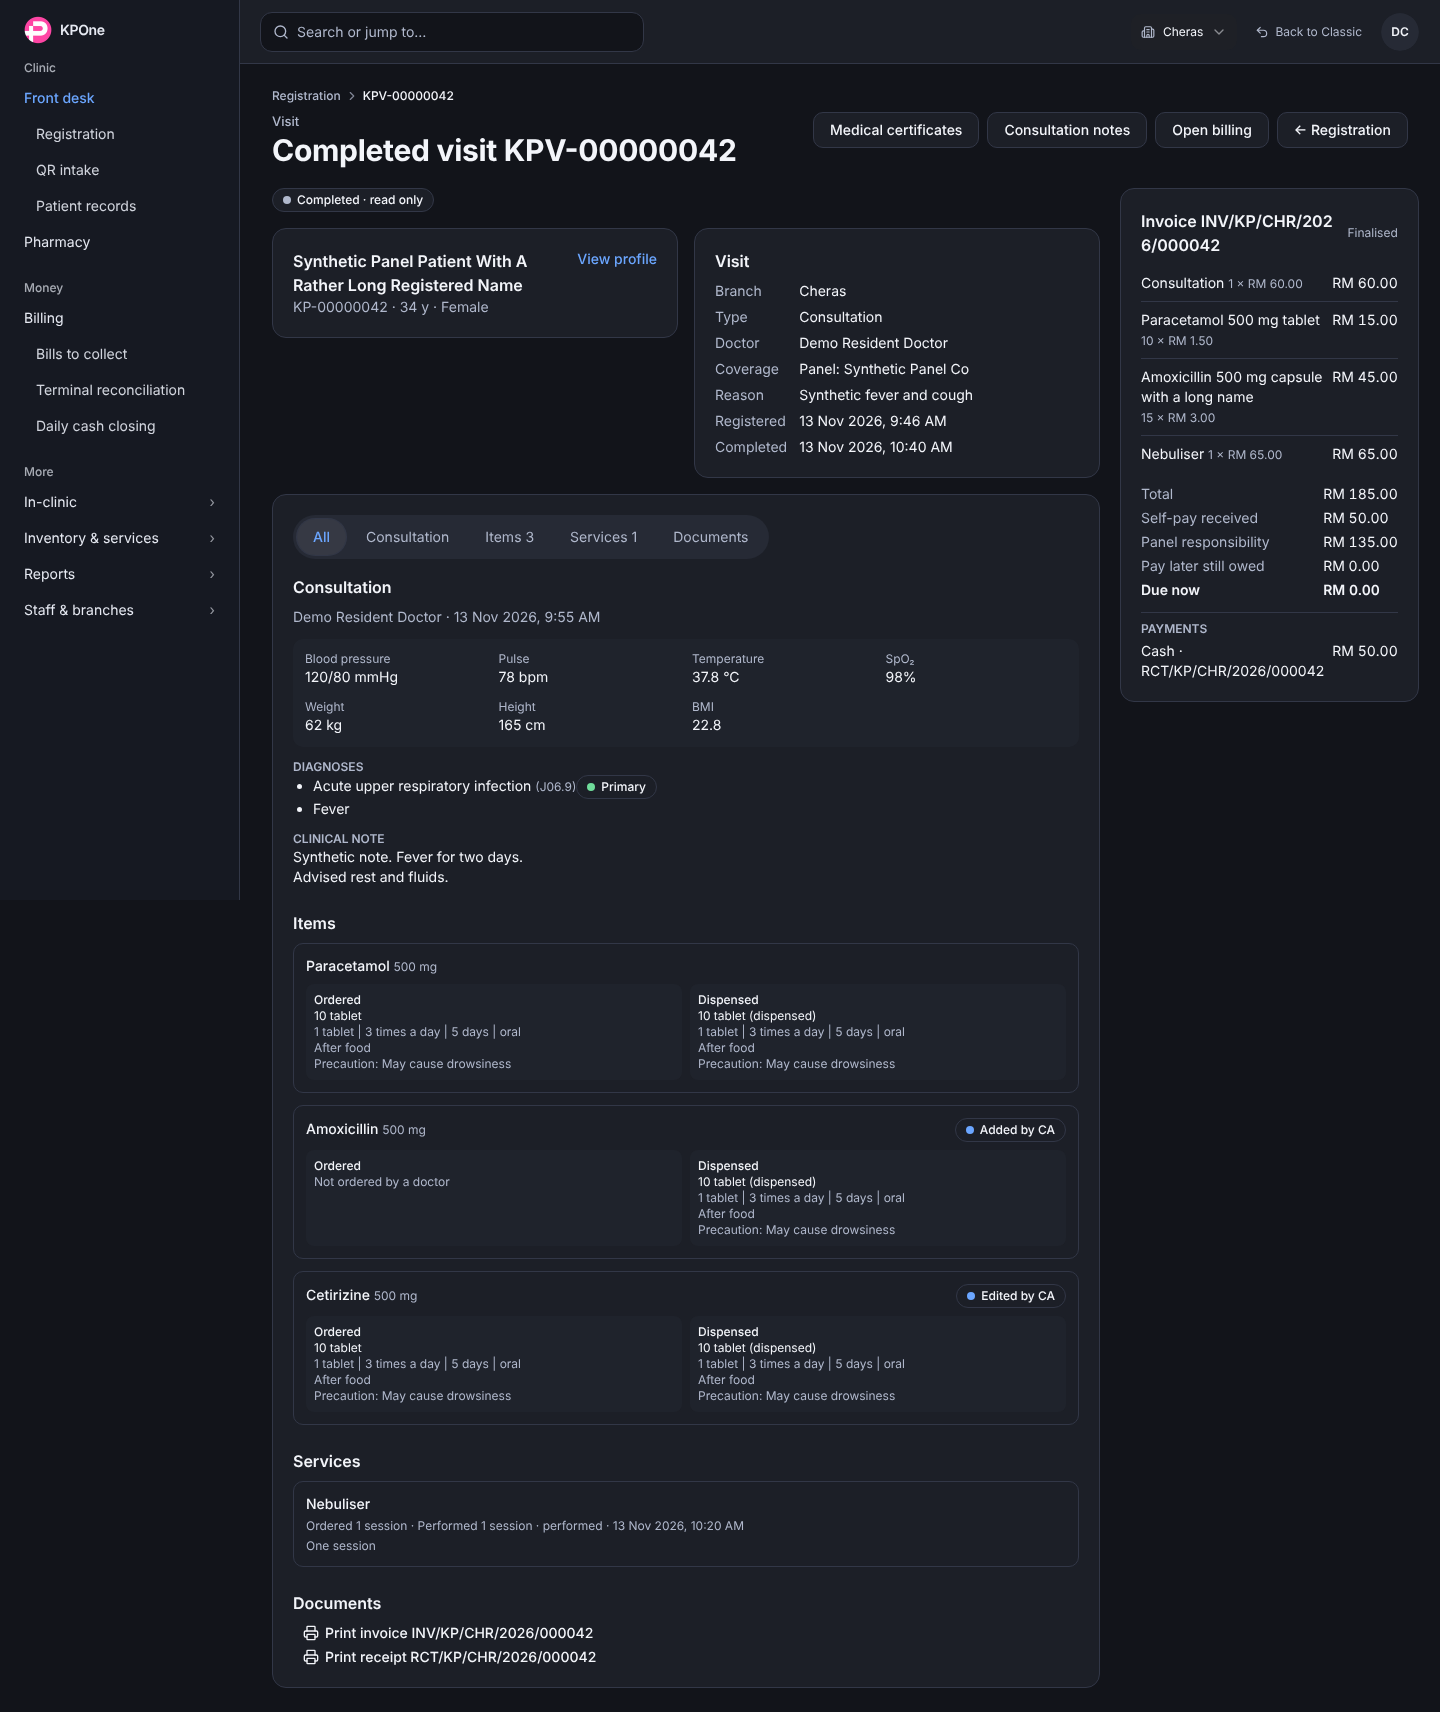 KPOne
Clinic
Front desk
Registration
QR intake
Patient records
Pharmacy
Money
Billing
Bills to collect
Terminal reconciliation
Daily cash closing
More
In-clinic
Inventory & services
Reports
Staff & branches
Search or jump to...
Cheras
Back to Classic
DC
Registration > KPV-00000042
Visit
Completed visit KPV-00000042
Medical certificates
Consultation notes
Open billing
← Registration
Completed · read only
Synthetic Panel Patient With A
Rather Long Registered Name
View profile
KP-00000042 · 34 y · Female
Visit
Branch Cheras
Type Consultation
Doctor Demo Resident Doctor
Coverage Panel: Synthetic Panel Co
Reason Synthetic fever and cough
Registered 13 Nov 2026, 9:46 AM
Completed 13 Nov 2026, 10:40 AM
All
Consultation
Items 3
Services 1
Documents
Consultation
Demo Resident Doctor · 13 Nov 2026, 9:55 AM
Blood pressure Pulse Temperature SpO₂
120/80 mmHg 78 bpm 37.8 °C 98%
Weight Height BMI
62 kg 165 cm 22.8
DIAGNOSES
• Acute upper respiratory infection (J06.9) Primary
• Fever
CLINICAL NOTE
Synthetic note. Fever for two days.
Advised rest and fluids.
Items
Paracetamol 500 mg
Ordered
10 tablet
1 tablet | 3 times a day | 5 days | oral
After food
Precaution: May cause drowsiness
Dispensed
10 tablet (dispensed)
1 tablet | 3 times a day | 5 days | oral
After food
Precaution: May cause drowsiness
Amoxicillin 500 mg
Added by CA
Ordered
Not ordered by a doctor
Dispensed
10 tablet (dispensed)
1 tablet | 3 times a day | 5 days | oral
After food
Precaution: May cause drowsiness
Cetirizine 500 mg
Edited by CA
Ordered
10 tablet
1 tablet | 3 times a day | 5 days | oral
After food
Precaution: May cause drowsiness
Dispensed
10 tablet (dispensed)
1 tablet | 3 times a day | 5 days | oral
After food
Precaution: May cause drowsiness
Services
Nebuliser
Ordered 1 session · Performed 1 session · performed · 13 Nov 2026, 10:20 AM
One session
Documents
Print invoice INV/KP/CHR/2026/000042
Print receipt RCT/KP/CHR/2026/000042
Invoice INV/KP/CHR/202
6/000042
Finalised
Consultation 1 × RM 60.00 RM 60.00
Paracetamol 500 mg tablet RM 15.00
10 × RM 1.50
Amoxicillin 500 mg capsule RM 45.00
with a long name
15 × RM 3.00
Nebuliser 1 × RM 65.00 RM 65.00
Total RM 185.00
Self-pay received RM 50.00
Panel responsibility RM 135.00
Pay later still owed RM 0.00
Due now RM 0.00
PAYMENTS
Cash · RM 50.00
RCT/KP/CHR/2026/000042